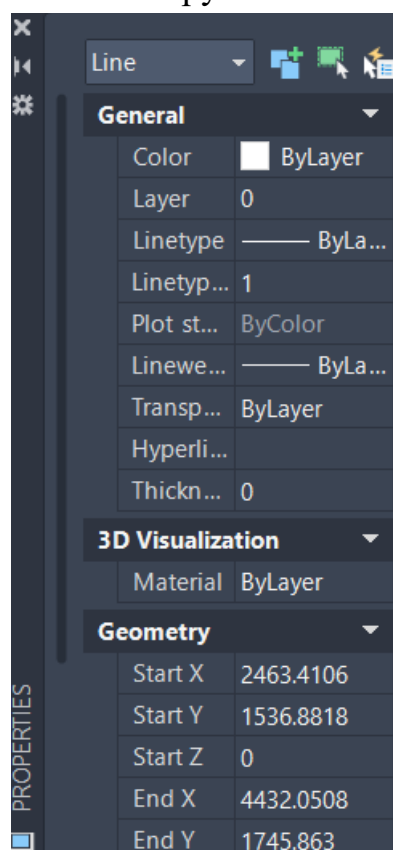 py
Line
General
Color ByLayer
Layer 0
Linetype ByLa...
Linetyp... 1
Plot st... ByColor
Linewe... ByLa...
Transp... ByLayer
Hyperli...
Thickn... 0
3D Visualization
Material ByLayer
Geometry
Start X 2463.4106
Start Y 1536.8818
Start Z 0
End X 4432.0508
End Y 1745.863
PROPERTIES